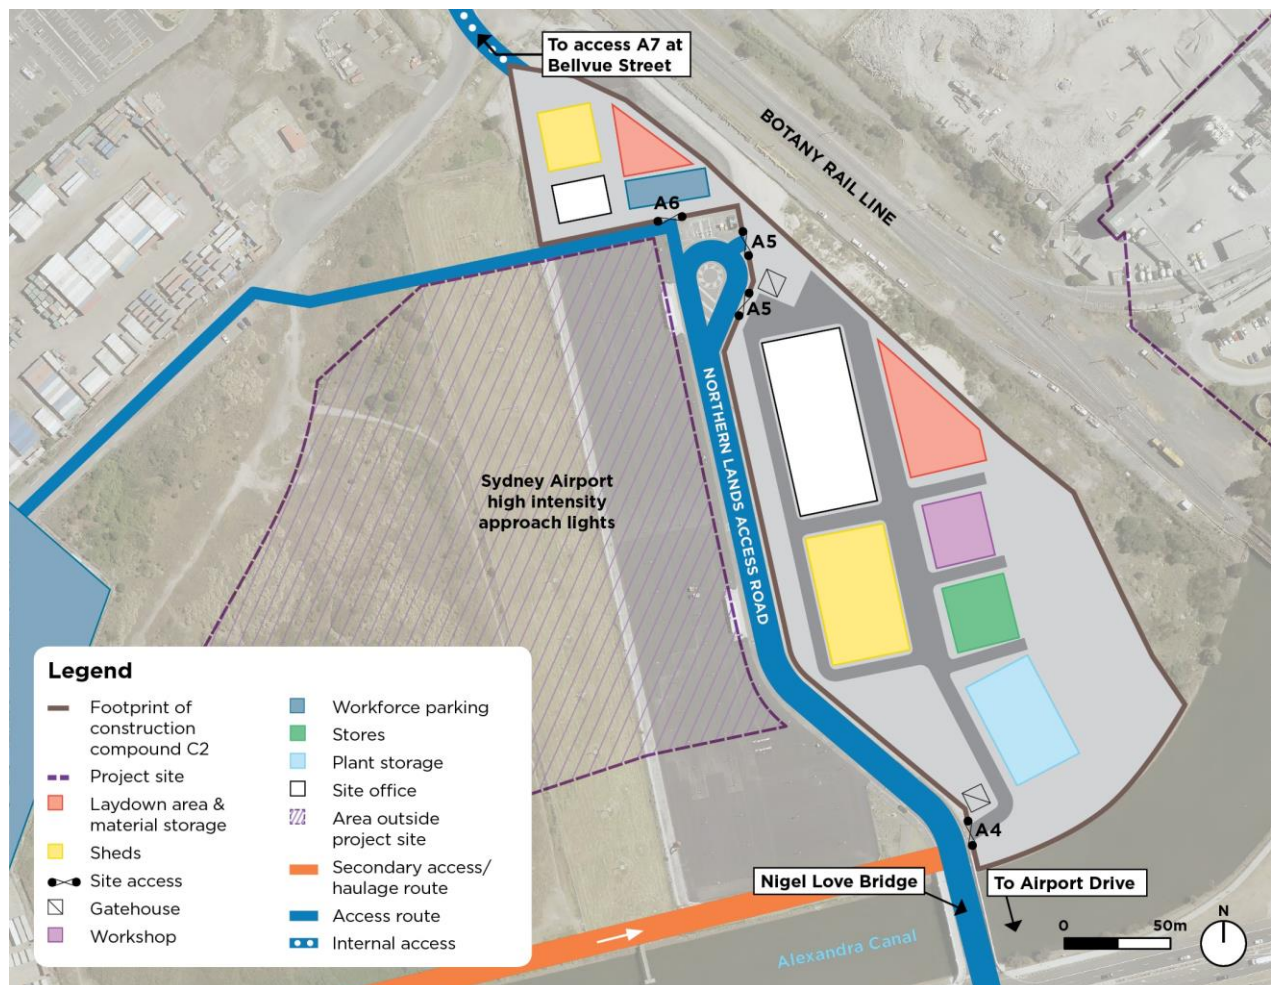 To access A7 at
Bellvue Street
BOTANY RAIL LINE
A6
A5
A5
NORTHERN LANDS ACCESS ROAD
Sydney Airport
high intensity
approach lights
Legend
Footprint of
construction
compound C2
Project site
Laydown area &
material storage
Sheds
Site access
Gatehouse
Workshop
Workforce parking
Stores
Plant storage
Site office
Area outside
project site
Secondary access/
haulage route
Access route
Internal access
A4
Nigel Love Bridge
To Airport Drive
Alexandra Canal
0 50m
N